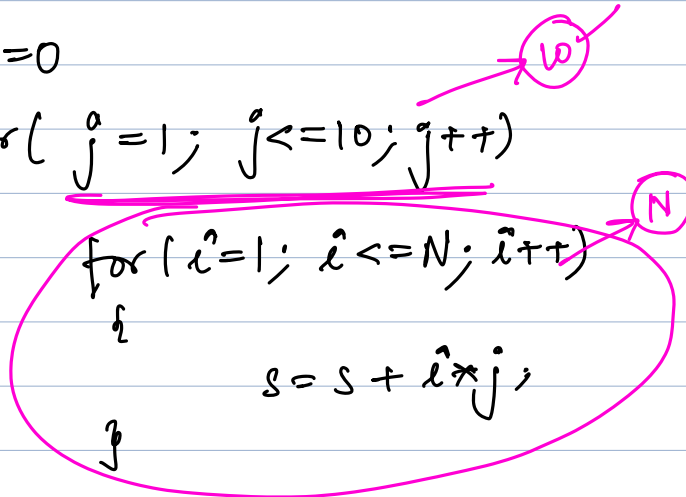 =0
10
r( j=1; j<=10; j++)
N
for( i=1; i<=N; i++)
{
s = s + i*j;
}